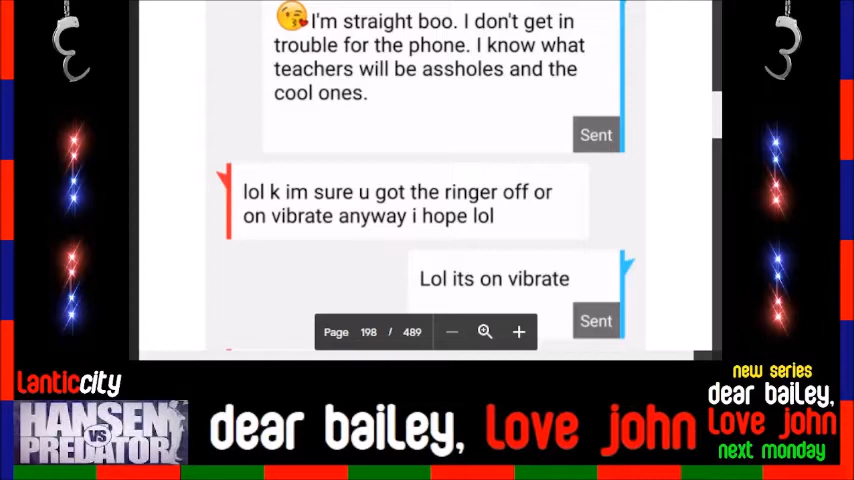 😘I'm straight boo. I don't get in
trouble for the phone. I know what
teachers will be assholes and the
cool ones.
Sent
lol k im sure u got the ringer off or
on vibrate anyway i hope lol
Lol its on vibrate
Sent
Page 198 / 489
Lanticcity
HANSEN
VS
PREDATOR
dear bailey, Love john
new series
dear bailey,
Love john
next monday